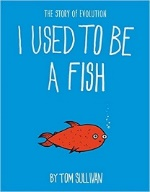 THE STORY OF EVOLUTION
I USED TO BE
A FISH
BY TOM SULLIVAN